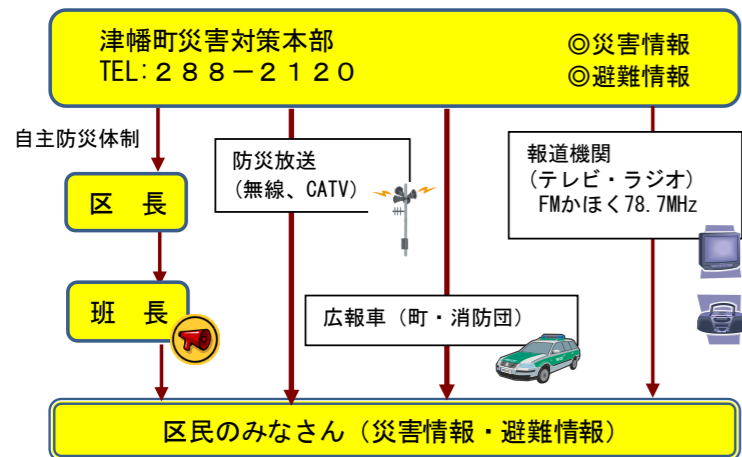 津幡町災害対策本部
TEL:２８８－２１２０
◎災害情報
◎避難情報
自主防災体制
区　長
班　長
防災放送
(無線、CATV)
広報車（町・消防団）
報道機関
(テレビ・ラジオ)
FMかほく78.7MHz
区民のみなさん（災害情報・避難情報）